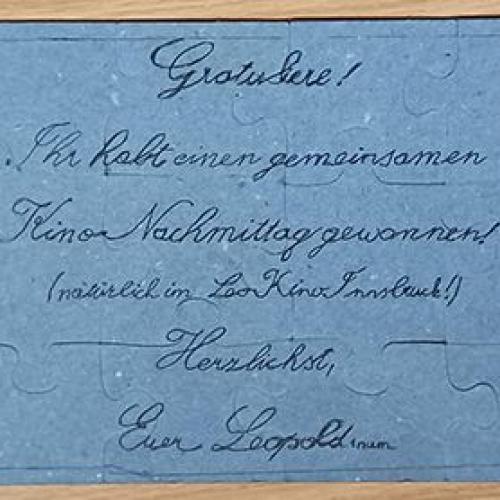 Gratuliere!
Ihr habt einen gemeinsamen
Kino-Nachmittag gewonnen!
(natürlich im Leo Kino Innsbruck!)
Herzlichst,
Euer Leopoldinum